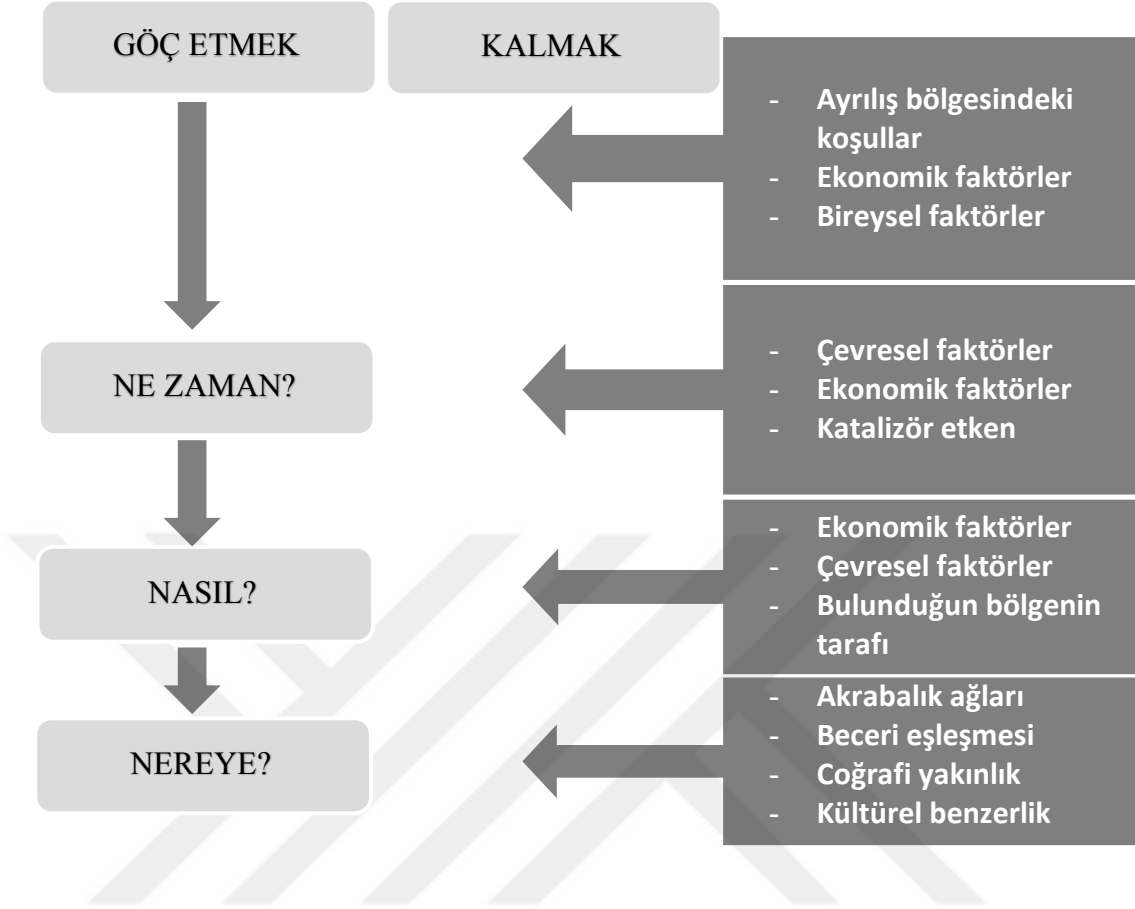 GÖÇ ETMEK
KALMAK
- Ayrılış bölgesindeki
koşullar
- Ekonomik faktörler
- Bireysel faktörler
NE ZAMAN?
- Çevresel faktörler
- Ekonomik faktörler
- Katalizör etken
NASIL?
- Ekonomik faktörler
- Çevresel faktörler
- Bulunduğun bölgenin
tarafı
NEREYE?
- Akrabalık ağları
- Beceri eşleşmesi
- Coğrafi yakınlık
- Kültürel benzerlik